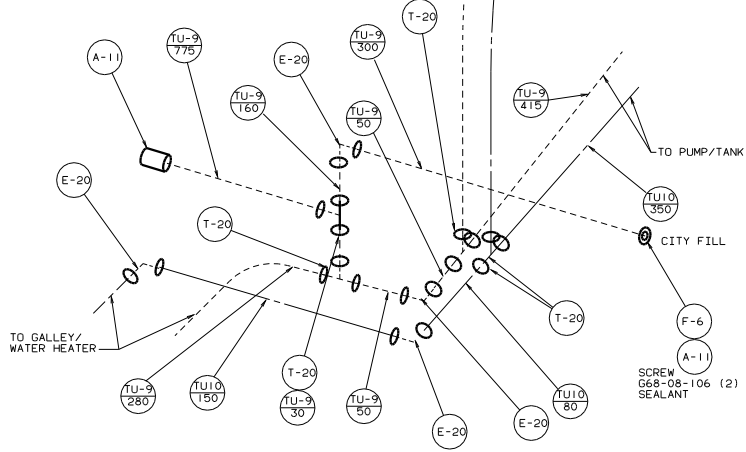 T-20
TU-9
300
TU-9
775
A-11
E-20
TU-9
415
TU-9
160
TU-9
50
TO PUMP/TANK
E-20
TU10
350
T-20
CITY FILL
T-20
F-6
TO GALLEY/
WATER HEATER
A-11
T-20
SCREW
G68-08-106 (2)
SEALANT
TU-9
280
TU10
150
TU-9
30
TU-9
50
TU10
80
E-20
E-20